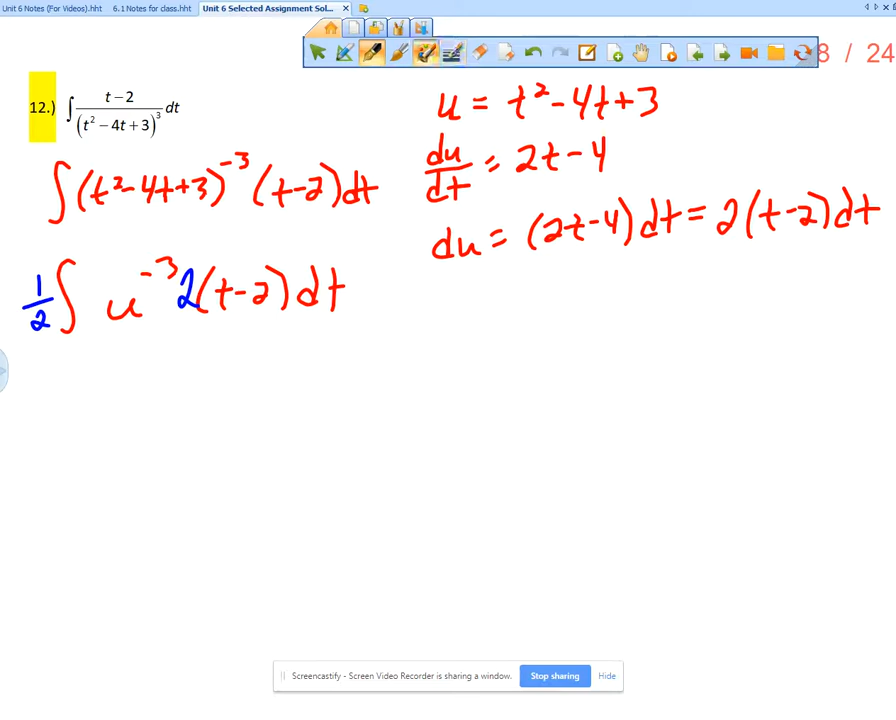 Unit 6 Notes (For Videos).hht
6.1 Notes for class.hht
Unit 6 Selected Assignment Sol...
8 / 24
12.) ∫ t − 2 / (t² − 4t + 3)³ dt
u = t² - 4t + 3
du/dt = 2t - 4
∫ (t² - 4t + 3)⁻³ (t - 2) dt
du = (2t - 4) dt = 2(t - 2) dt
1/2 ∫ u⁻³ 2(t - 2) dt
Screencastify - Screen Video Recorder is sharing a window.
Stop sharing
Hide